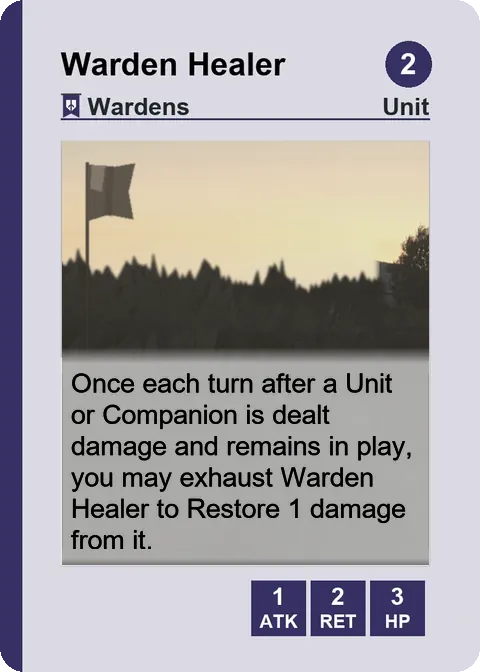 Warden Healer 2
Wardens Unit
Once each turn after a Unit
or Companion is dealt
damage and remains in play,
you may exhaust Warden
Healer to Restore 1 damage
from it.
1 2 3
ATK RET HP